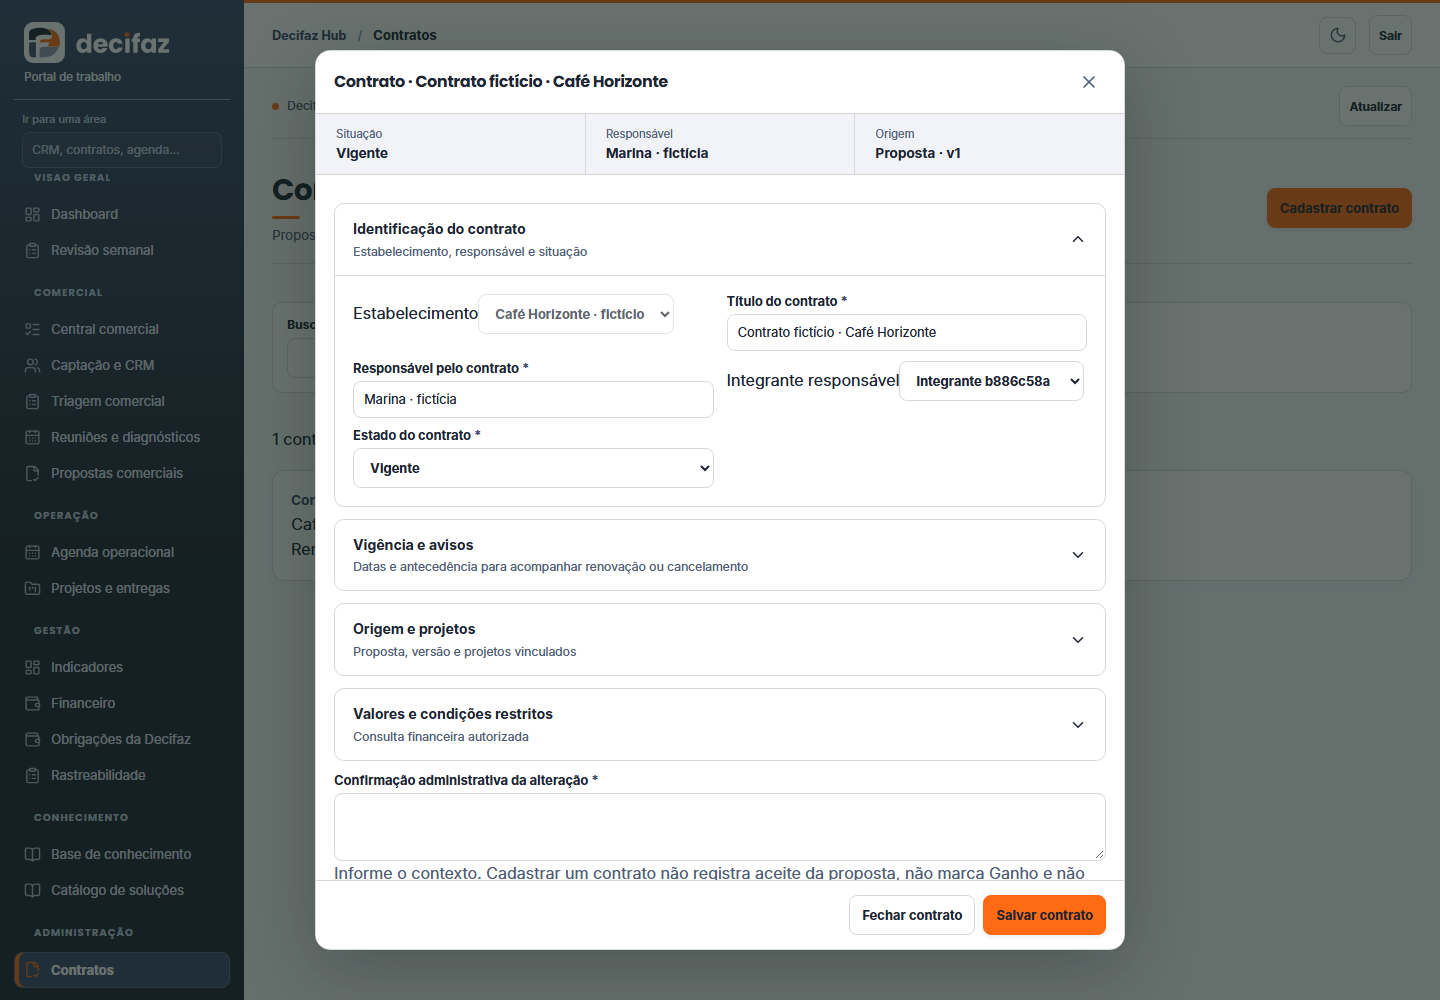 decifaz
Portal de trabalho
Ir para uma área
CRM, contratos, agenda...
VISAO GERAL
Dashboard
Revisão semanal
COMERCIAL
Central comercial
Captação e CRM
Triagem comercial
Reuniões e diagnósticos
Propostas comerciais
OPERAÇÃO
Agenda operacional
Projetos e entregas
GESTÃO
Indicadores
Financeiro
Obrigações da Decifaz
Rastreabilidade
CONHECIMENTO
Base de conhecimento
Catálogo de soluções
ADMINISTRAÇÃO
Contratos
Decifaz Hub / Contratos
Sair
Atualizar
Cadastrar contrato
1
Contrato · Contrato fictício · Café Horizonte
Situação
Vigente
Responsável
Marina · fictícia
Origem
Proposta · v1
Identificação do contrato
Estabelecimento, responsável e situação
Estabelecimento Café Horizonte · fictício
Título do contrato *
Contrato fictício · Café Horizonte
Responsável pelo contrato *
Marina · fictícia
Integrante responsável Integrante b886c58a
Estado do contrato *
Vigente
Vigência e avisos
Datas e antecedência para acompanhar renovação ou cancelamento
Origem e projetos
Proposta, versão e projetos vinculados
Valores e condições restritos
Consulta financeira autorizada
Confirmação administrativa da alteração *
Informe o contexto. Cadastrar um contrato não registra aceite da proposta, não marca Ganho e não
Fechar contrato
Salvar contrato